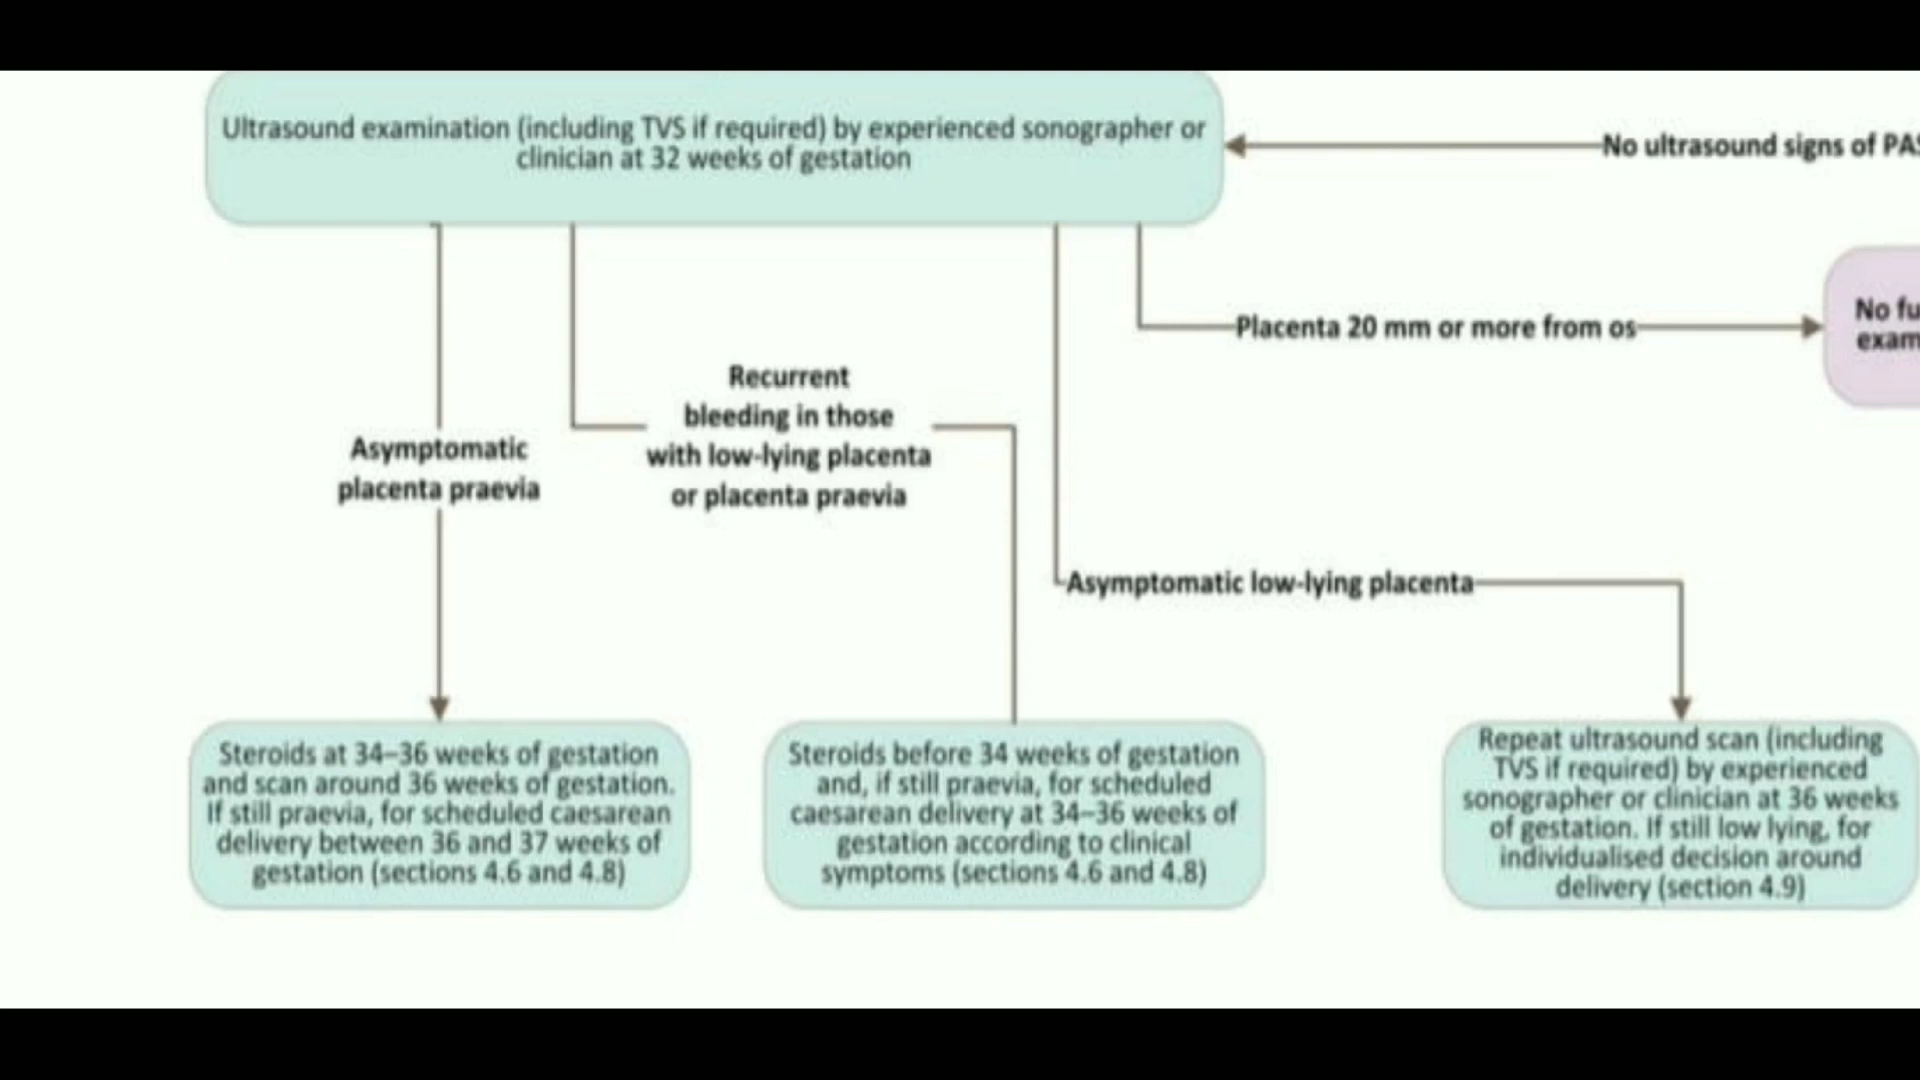 Ultrasound examination (including TVS if required) by experienced sonographer or
clinician at 32 weeks of gestation
No ultrasound signs of
Placenta 20 mm or more from os
No
Recurrent
bleeding in those
with low-lying placenta
or placenta praevia
Asymptomatic
placenta praevia
Asymptomatic low-lying placenta
Steroids at 34–36 weeks of gestation
and scan around 36 weeks of gestation.
If still praevia, for scheduled caesarean
delivery between 36 and 37 weeks of
gestation (sections 4.6 and 4.8)
Steroids before 34 weeks of gestation
and, if still praevia, for scheduled
caesarean delivery at 34–36 weeks of
gestation according to clinical
symptoms (sections 4.6 and 4.8)
Repeat ultrasound scan (including
TVS if required) by experienced
sonographer or clinician at 36 weeks
of gestation. If still low lying, for
individualised decision around
delivery (section 4.9)